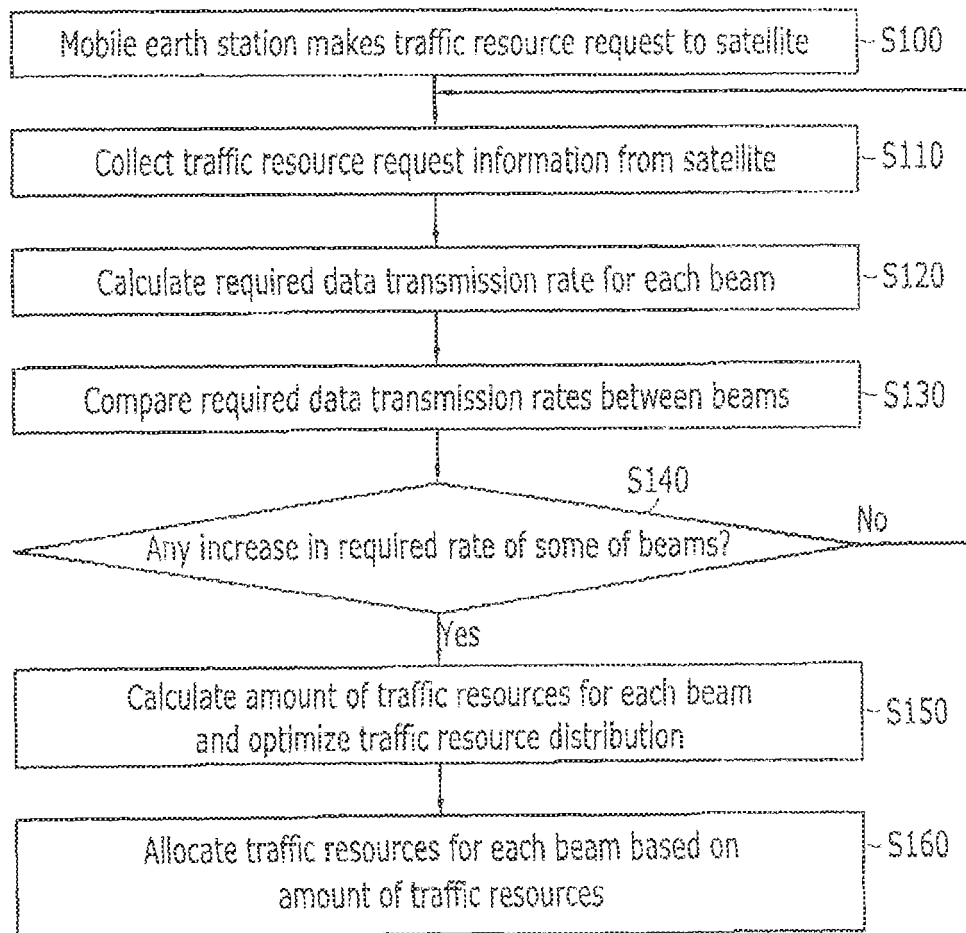 Mobile earth station makes traffic resource request to satellite
S100
Collect traffic resource request information from satellite
S110
Calculate required data transmission rate for each beam
S120
Compare required data transmission rates between beams
S130
S140
Any increase in required rate of some of beams?
No
Yes
Calculate amount of traffic resources for each beam
and optimize traffic resource distribution
S150
Allocate traffic resources for each beam based on
amount of traffic resources
S160